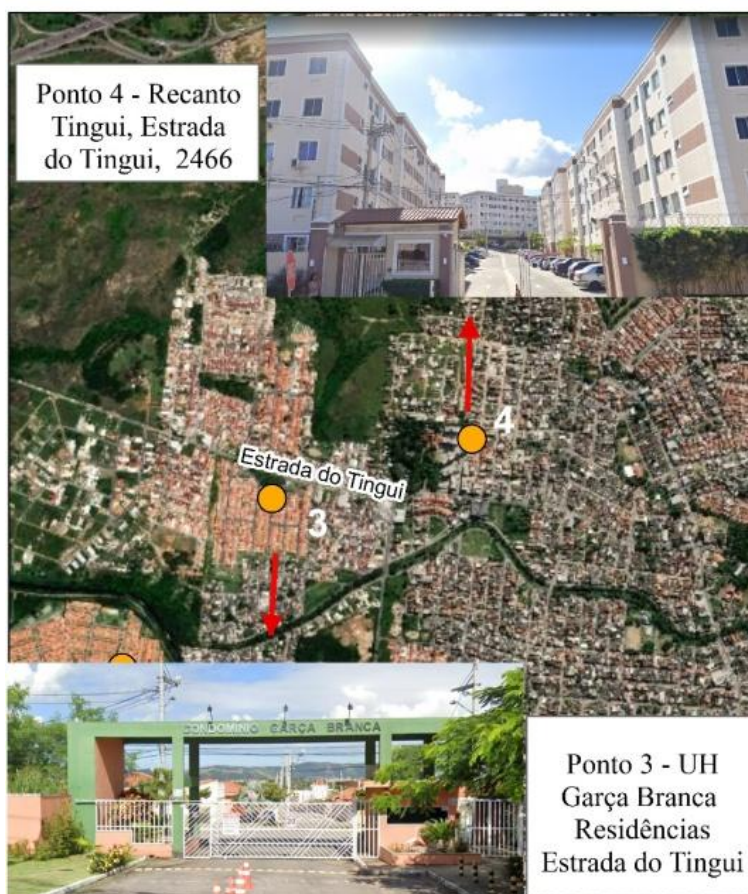 Ponto 4 - Recanto
Tingui, Estrada
do Tingui, 2466
4
Estrada do Tingui
3
CONDOMINIO GARÇA BRANCA
Ponto 3 - UH
Garça Branca
Residências
Estrada do Tingui